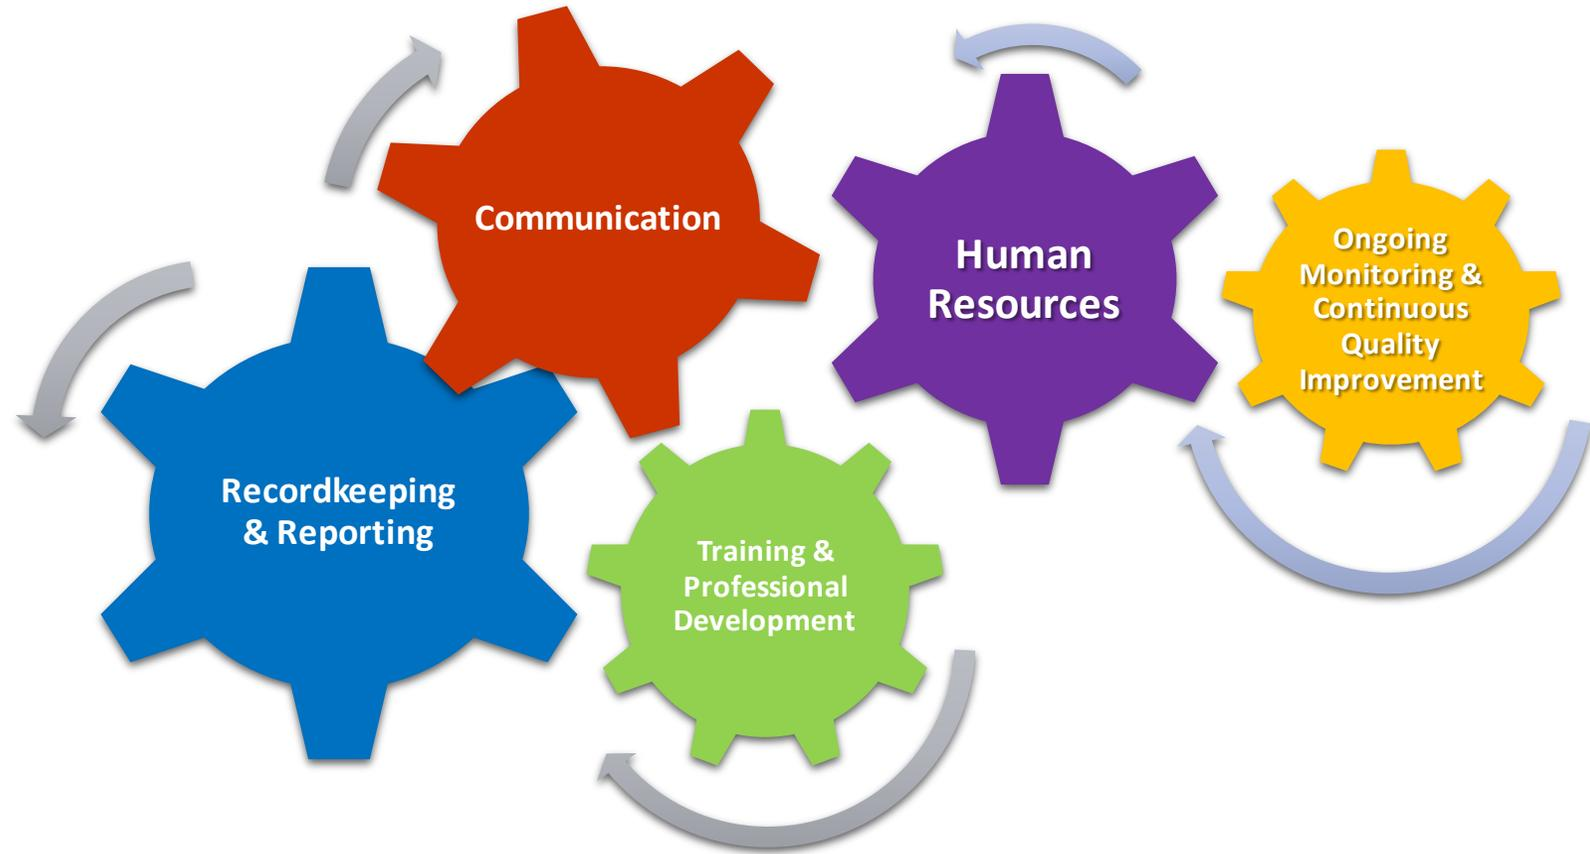 Communication
Human
Resources
Ongoing
Monitoring &
Continuous
Quality
Improvement
Recordkeeping
& Reporting
Training &
Professional
Development